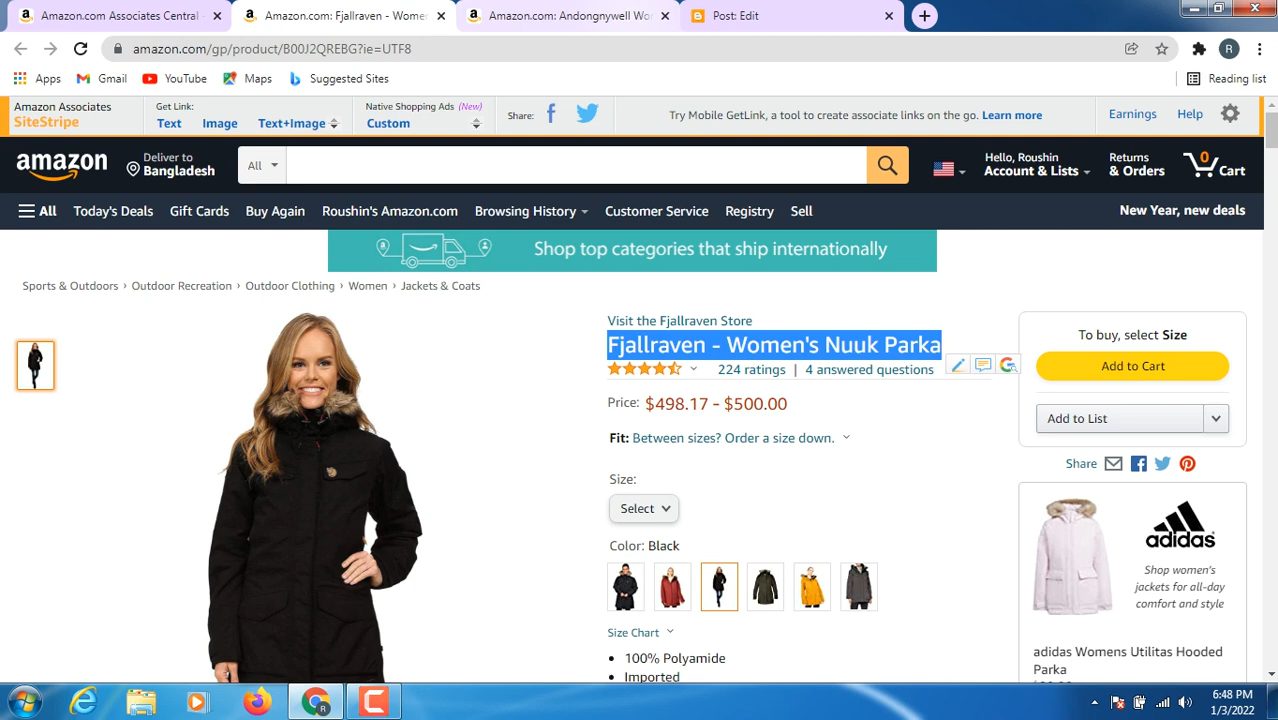 Amazon.com Associates Central -
Amazon.com: Fjallraven - Women
Amazon.com: Andongnywell Wo
Post: Edit
amazon.com/gp/product/B00J2QREBG?ie=UTF8
R
Apps
Gmail
YouTube
Maps
Suggested Sites
Reading list
Amazon Associates
SiteStripe
Get Link:
Text
Image
Text+Image
Native Shopping Ads (New)
Custom
Share:
Try Mobile GetLink, a tool to create associate links on the go. Learn more
Earnings
Help
amazon
Deliver to
Bangladesh
All
Hello, Roushin
Account & Lists
Returns
& Orders
0
Cart
All
Today's Deals
Gift Cards
Buy Again
Roushin's Amazon.com
Browsing History
Customer Service
Registry
Sell
New Year, new deals
Shop top categories that ship internationally
Sports & Outdoors › Outdoor Recreation › Outdoor Clothing › Women › Jackets & Coats
Visit the Fjallraven Store
Fjallraven - Women's Nuuk Parka
224 ratings | 4 answered questions
Price: $498.17 - $500.00
Fit: Between sizes? Order a size down.
Size:
Select
Color: Black
Size Chart
• 100% Polyamide
• Imported
To buy, select Size
Add to Cart
Add to List
Share
adidas
Shop women's
jackets for all-day
comfort and style
adidas Womens Utilitas Hooded
Parka
6:48 PM
1/3/2022